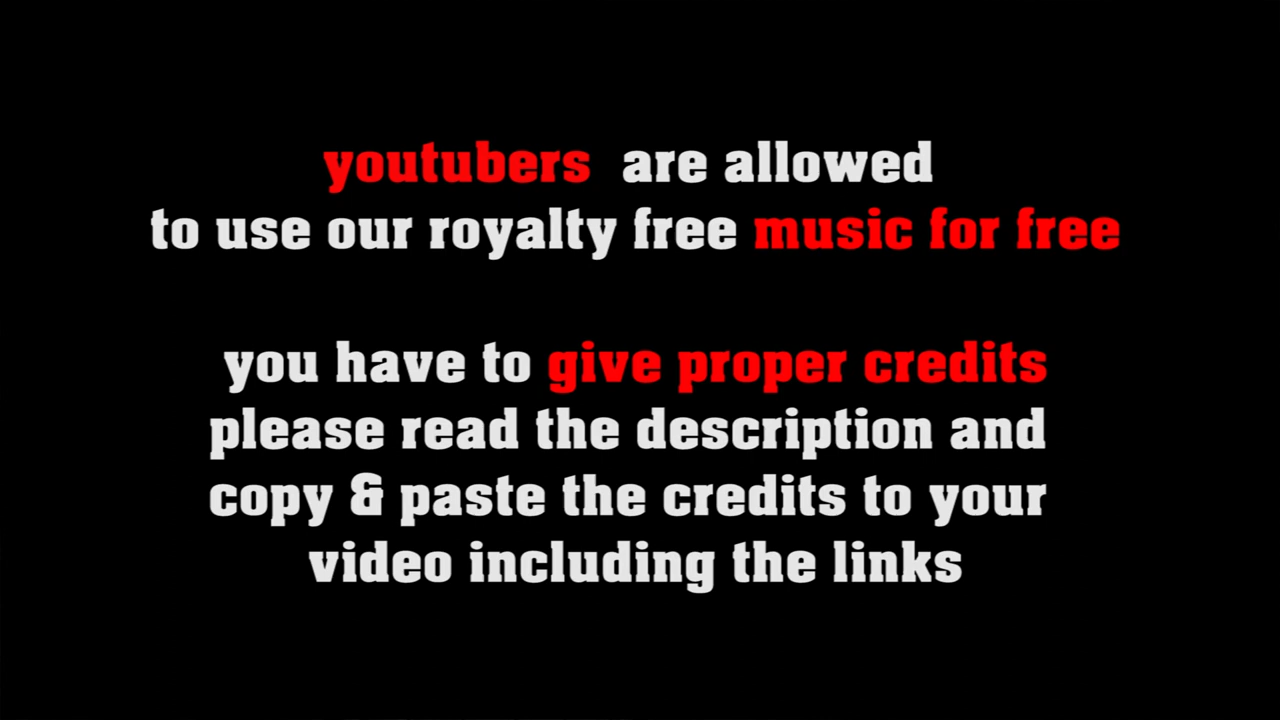 youtubers are allowed
to use our royalty free music for free
you have to give proper credits
please read the description and
copy & paste the credits to your
video including the links